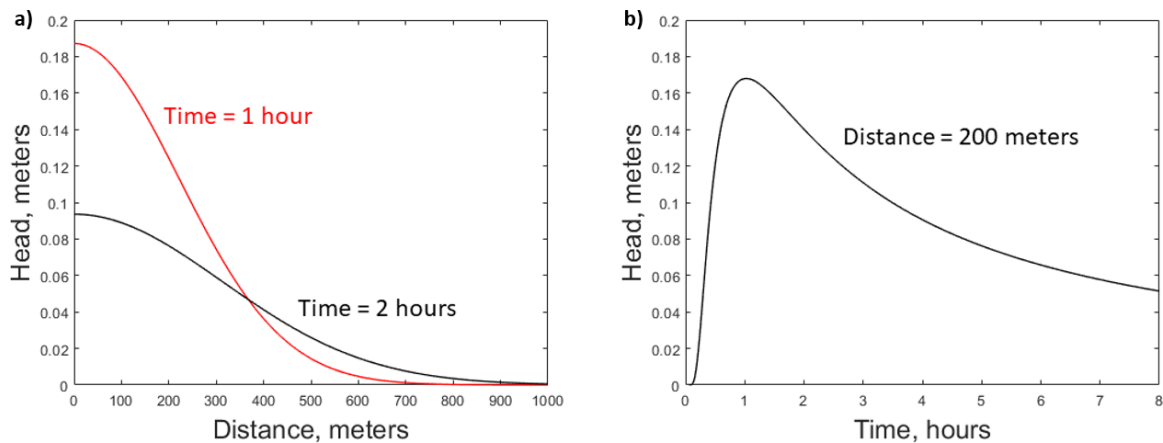 a)
0.2
0.18
0.16
0.14
0.12
0.1
0.08
0.06
0.04
0.02
0
Head, meters
Time = 1 hour
Time = 2 hours
0 100 200 300 400 500 600 700 800 900 1000
Distance, meters
b)
0.2
0.18
0.16
0.14
0.12
0.1
0.08
0.06
0.04
0.02
0
Head, meters
Distance = 200 meters
0 1 2 3 4 5 6 7 8
Time, hours